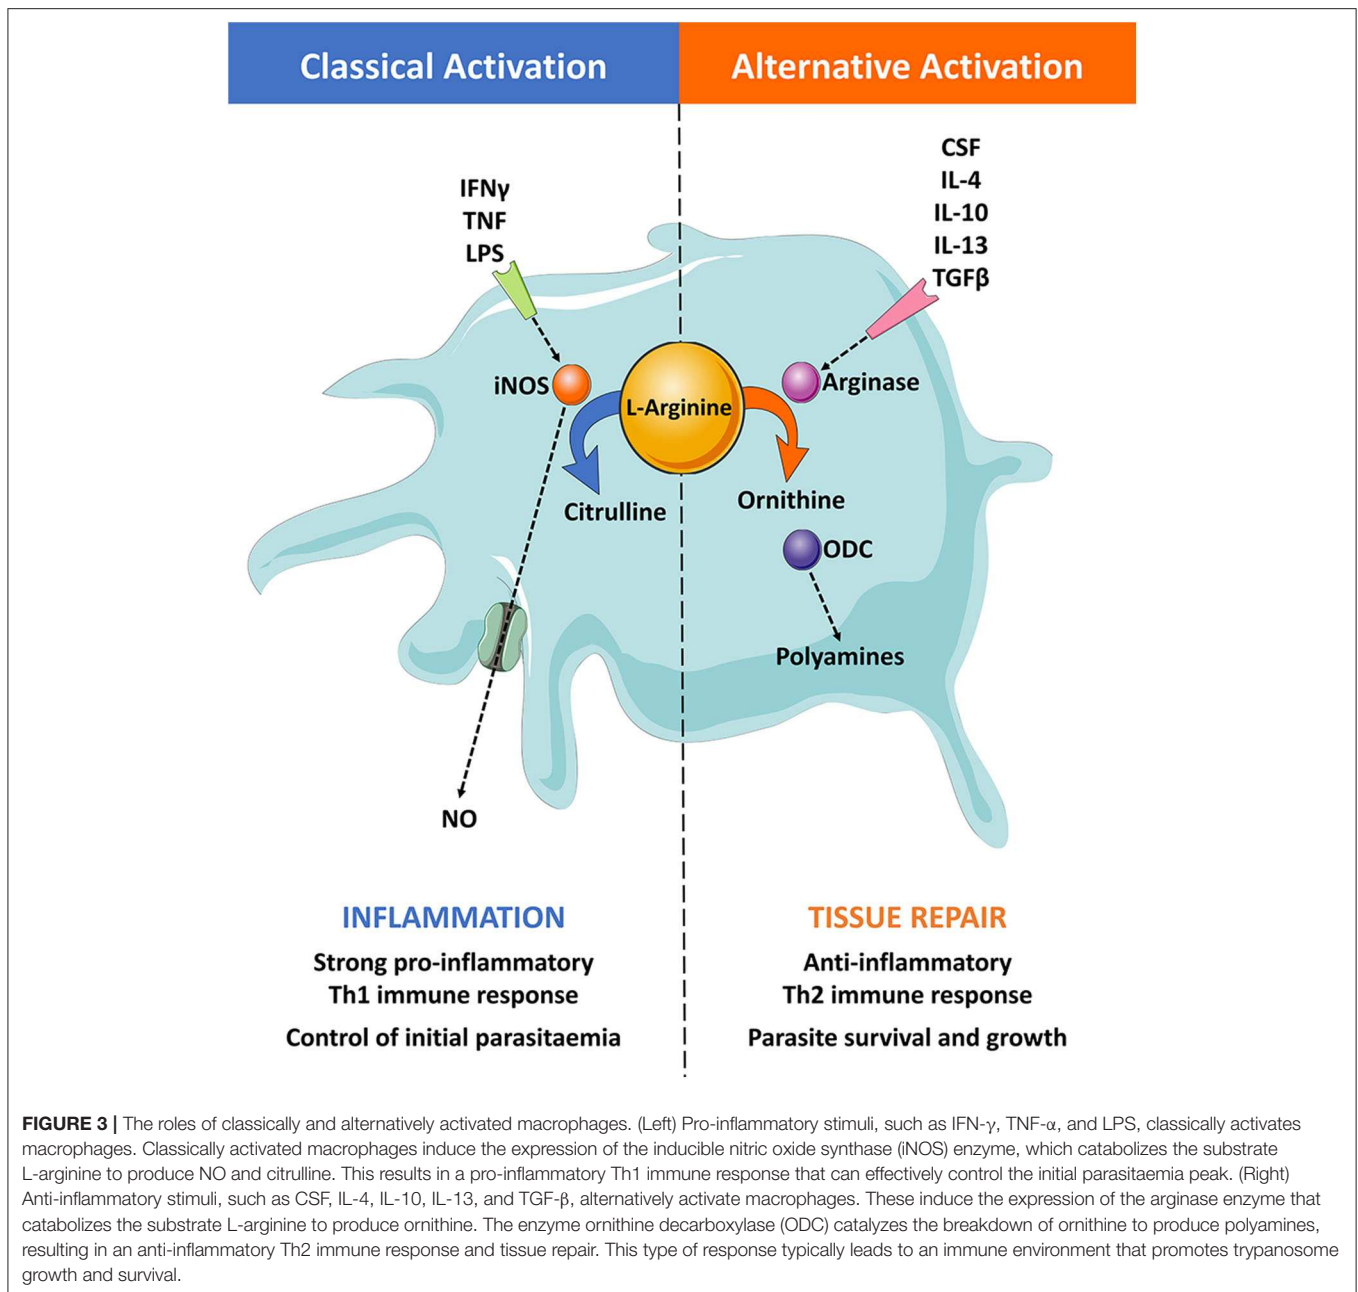 Classical Activation
Alternative Activation
IFNγ
TNF
LPS
CSF
IL-4
IL-10
IL-13
TGFβ
iNOS
L-Arginine
Arginase
Citrulline
Ornithine
ODC
Polyamines
NO
INFLAMMATION
Strong pro-inflammatory
Th1 immune response
Control of initial parasitaemia
TISSUE REPAIR
Anti-inflammatory
Th2 immune response
Parasite survival and growth
FIGURE 3 | The roles of classically and alternatively activated macrophages. (Left) Pro-inflammatory stimuli, such as IFN-γ, TNF-α, and LPS, classically activates
macrophages. Classically activated macrophages induce the expression of the inducible nitric oxide synthase (iNOS) enzyme, which catabolizes the substrate
L-arginine to produce NO and citrulline. This results in a pro-inflammatory Th1 immune response that can effectively control the initial parasitaemia peak. (Right)
Anti-inflammatory stimuli, such as CSF, IL-4, IL-10, IL-13, and TGF-β, alternatively activate macrophages. These induce the expression of the arginase enzyme that
catabolizes the substrate L-arginine to produce ornithine. The enzyme ornithine decarboxylase (ODC) catalyzes the breakdown of ornithine to produce polyamines,
resulting in an anti-inflammatory Th2 immune response and tissue repair. This type of response typically leads to an immune environment that promotes trypanosome
growth and survival.